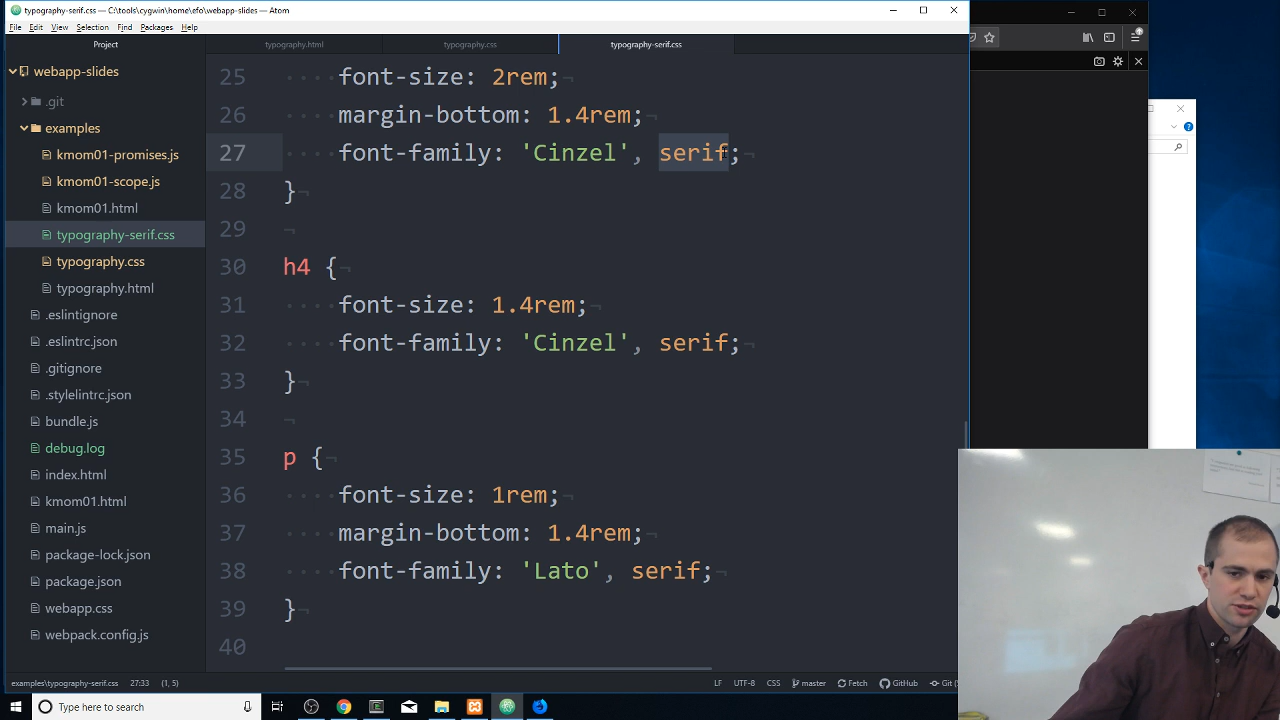 typography-serif.css — C:\tools\cygwin\home\efo\webapp-slides — Atom
File Edit View Selection Find Packages Help
Project
typography.html typography.css typography-serif.css
webapp-slides
.git
examples
kmom01-promises.js
kmom01-scope.js
kmom01.html
typography-serif.css
typography.css
typography.html
.eslintignore
.eslintrc.json
.gitignore
.stylelintrc.json
bundle.js
debug.log
index.html
kmom01.html
main.js
package-lock.json
package.json
webapp.css
webpack.config.js
25 ····font-size: 2rem;¬
26 ····margin-bottom: 1.4rem;¬
27 ····font-family: 'Cinzel', serif;¬
28 }¬
29 ¬
30 h4 {¬
31 ····font-size: 1.4rem;¬
32 ····font-family: 'Cinzel', serif;¬
33 }¬
34 ¬
35 p {¬
36 ····font-size: 1rem;¬
37 ····margin-bottom: 1.4rem;¬
38 ····font-family: 'Lato', serif;¬
39 }¬
40
examples\typography-serif.css 27:33 (1, 5) LF UTF-8 CSS master Fetch GitHub Git (
Type here to search